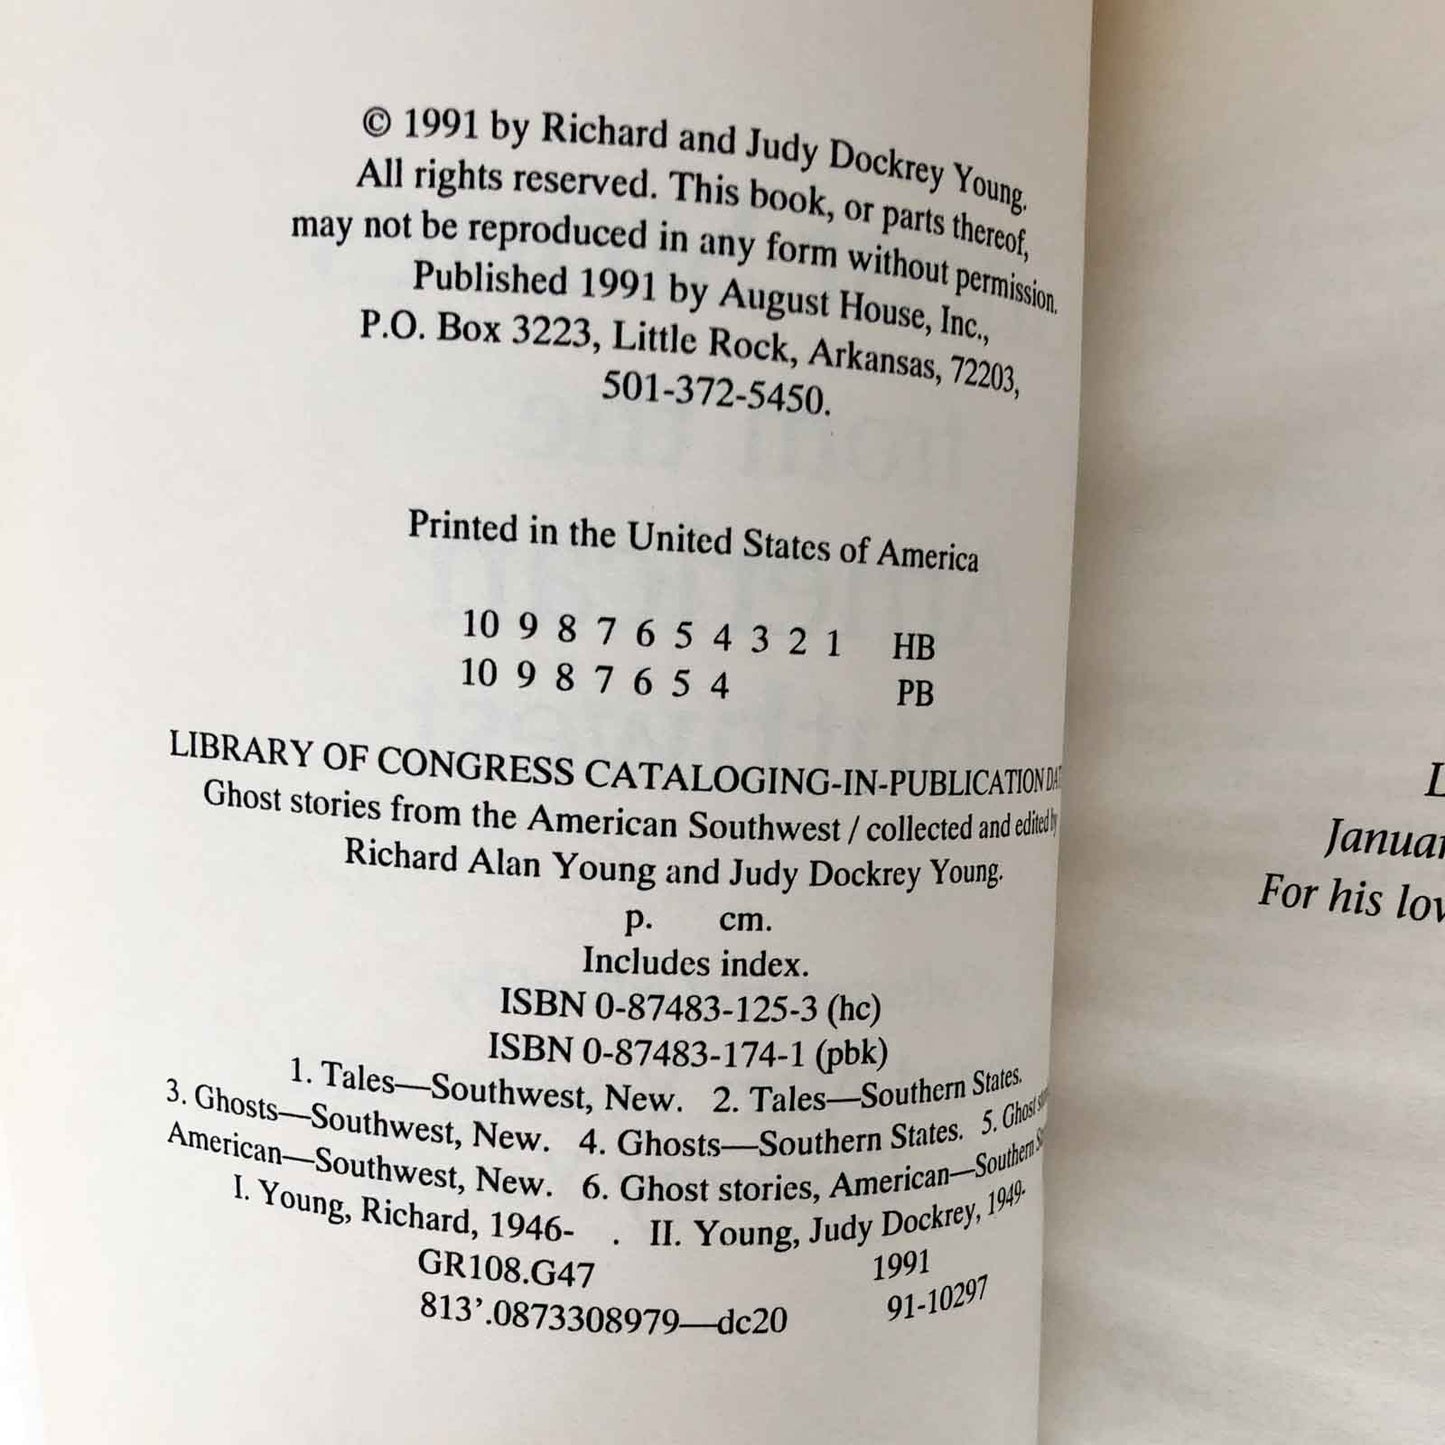 © 1991 by Richard and Judy Dockrey Young.
All rights reserved. This book, or parts thereof,
may not be reproduced in any form without permission.
Published 1991 by August House, Inc.,
P.O. Box 3223, Little Rock, Arkansas, 72203,
501-372-5450.
Printed in the United States of America
10 9 8 7 6 5 4 3 2 1 HB
10 9 8 7 6 5 4 PB
LIBRARY OF CONGRESS CATALOGING-IN-PUBLICATION DAT
Ghost stories from the American Southwest / collected and edited by
Richard Alan Young and Judy Dockrey Young.
p. cm.
Includes index.
ISBN 0-87483-125-3 (hc)
ISBN 0-87483-174-1 (pbk)
1. Tales—Southwest, New. 2. Tales—Southern States.
3. Ghosts—Southwest, New. 4. Ghosts—Southern States. 5. Ghost
American—Southwest, New. 6. Ghost stories, American—Southern
I. Young, Richard, 1946- . II. Young, Judy Dockrey, 1949-
GR108.G47 1991
813’.0873308979—dc20 91-10297
L
Januar
For his lov